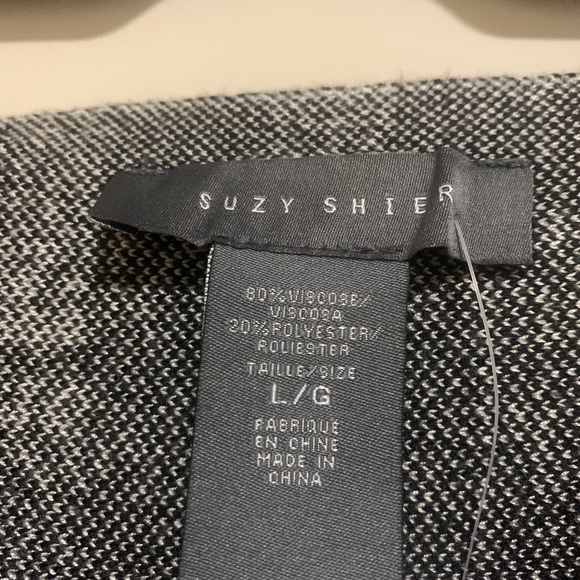 SUZY SHIER
80%VISCOSE/
VISCOSA
20%POLYESTER/
POLIESTER
TAILLE/SIZE
L/G
FABRIQUE
EN CHINE
MADE IN
CHINA